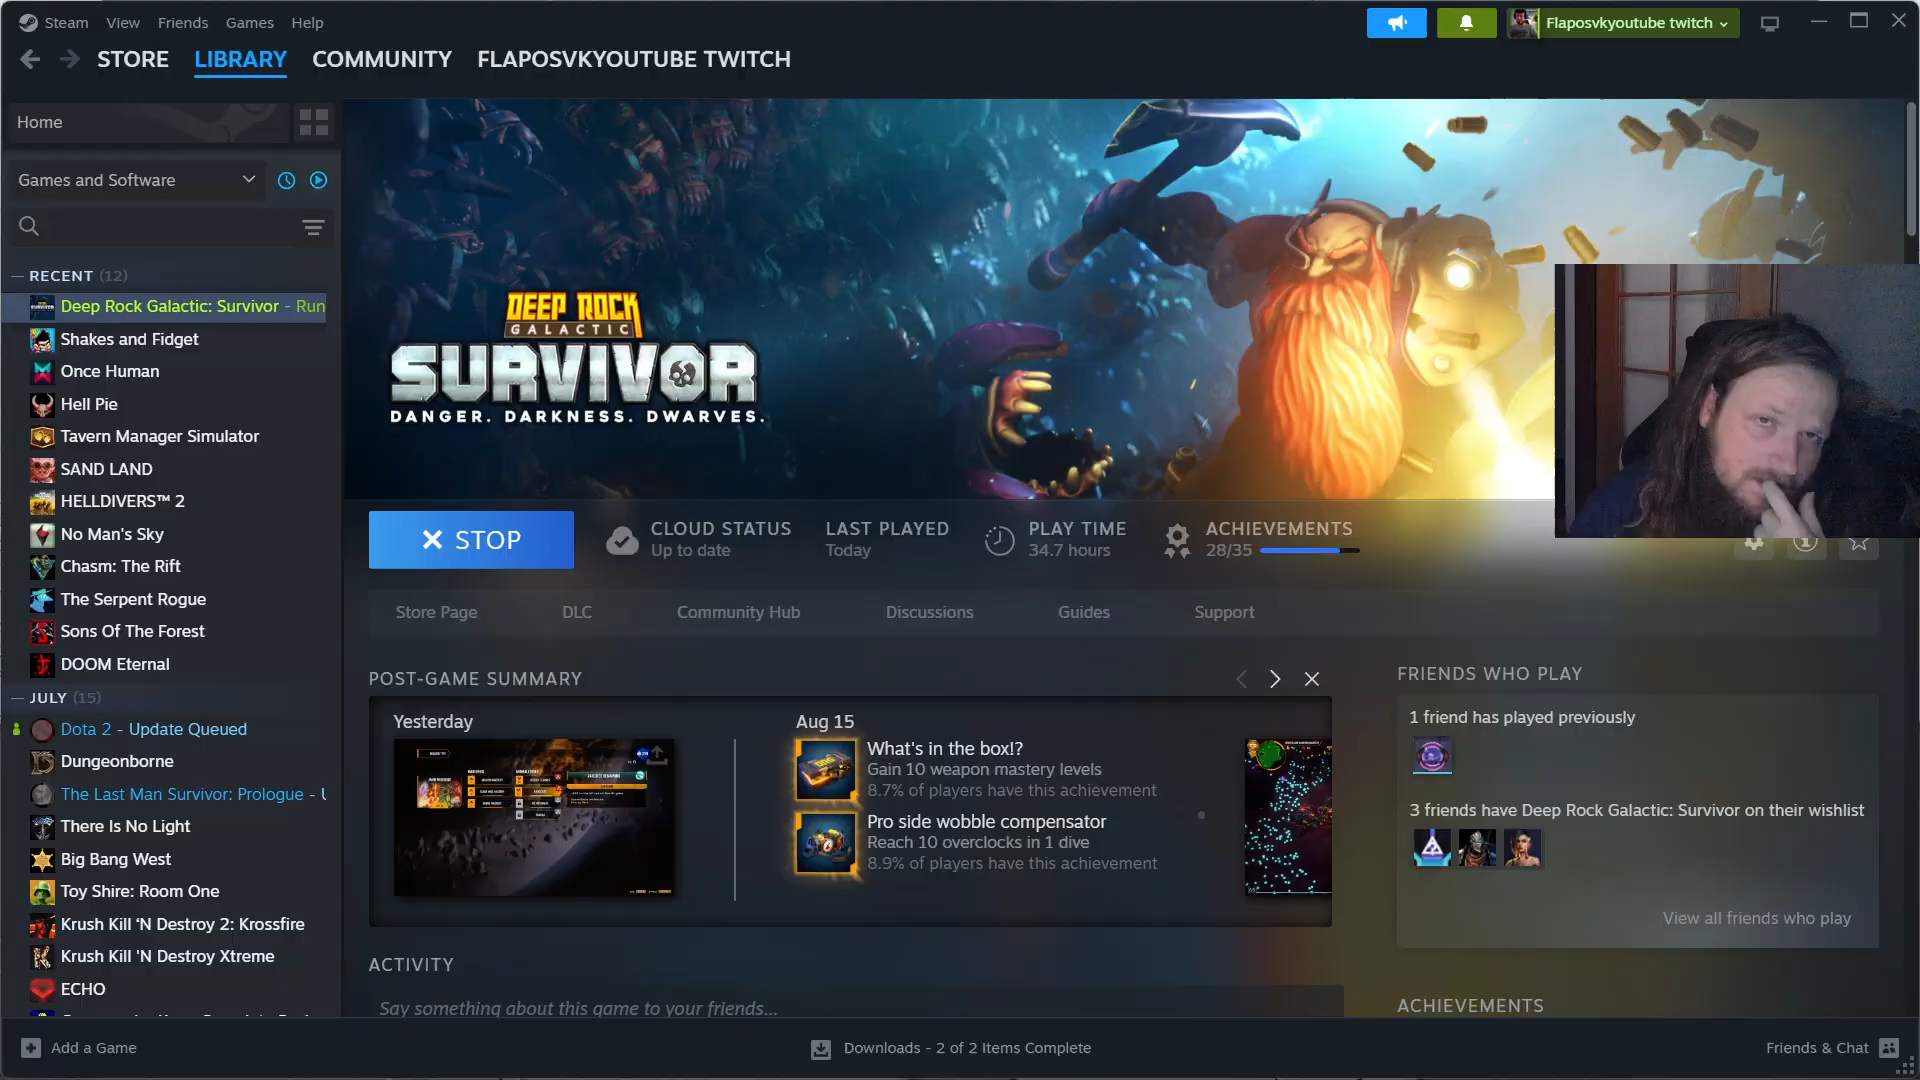 Steam View Friends Games Help
Flaposvkyoutube twitch
STORE LIBRARY COMMUNITY FLAPOSVKYOUTUBE TWITCH
Home
Games and Software
RECENT (12)
Deep Rock Galactic: Survivor - Run
Shakes and Fidget
Once Human
Hell Pie
Tavern Manager Simulator
SAND LAND
HELLDIVERS™ 2
No Man's Sky
Chasm: The Rift
The Serpent Rogue
Sons Of The Forest
DOOM Eternal
JULY (15)
Dota 2 - Update Queued
Dungeonborne
The Last Man Survivor: Prologue - U
There Is No Light
Big Bang West
Toy Shire: Room One
Krush Kill ‘N Destroy 2: Krossfire
Krush Kill 'N Destroy Xtreme
ECHO
DEEP ROCK
GALACTIC
SURVIVOR
DANGER. DARKNESS. DWARVES.
STOP
CLOUD STATUS
Up to date
LAST PLAYED
Today
PLAY TIME
34.7 hours
ACHIEVEMENTS
28/35
Store Page DLC Community Hub Discussions Guides Support
POST-GAME SUMMARY
Yesterday
Aug 15
What's in the box!?
Gain 10 weapon mastery levels
8.7% of players have this achievement
Pro side wobble compensator
Reach 10 overclocks in 1 dive
8.9% of players have this achievement
FRIENDS WHO PLAY
1 friend has played previously
3 friends have Deep Rock Galactic: Survivor on their wishlist
View all friends who play
ACTIVITY
Say something about this game to your friends...
ACHIEVEMENTS
Add a Game
Downloads - 2 of 2 Items Complete
Friends & Chat